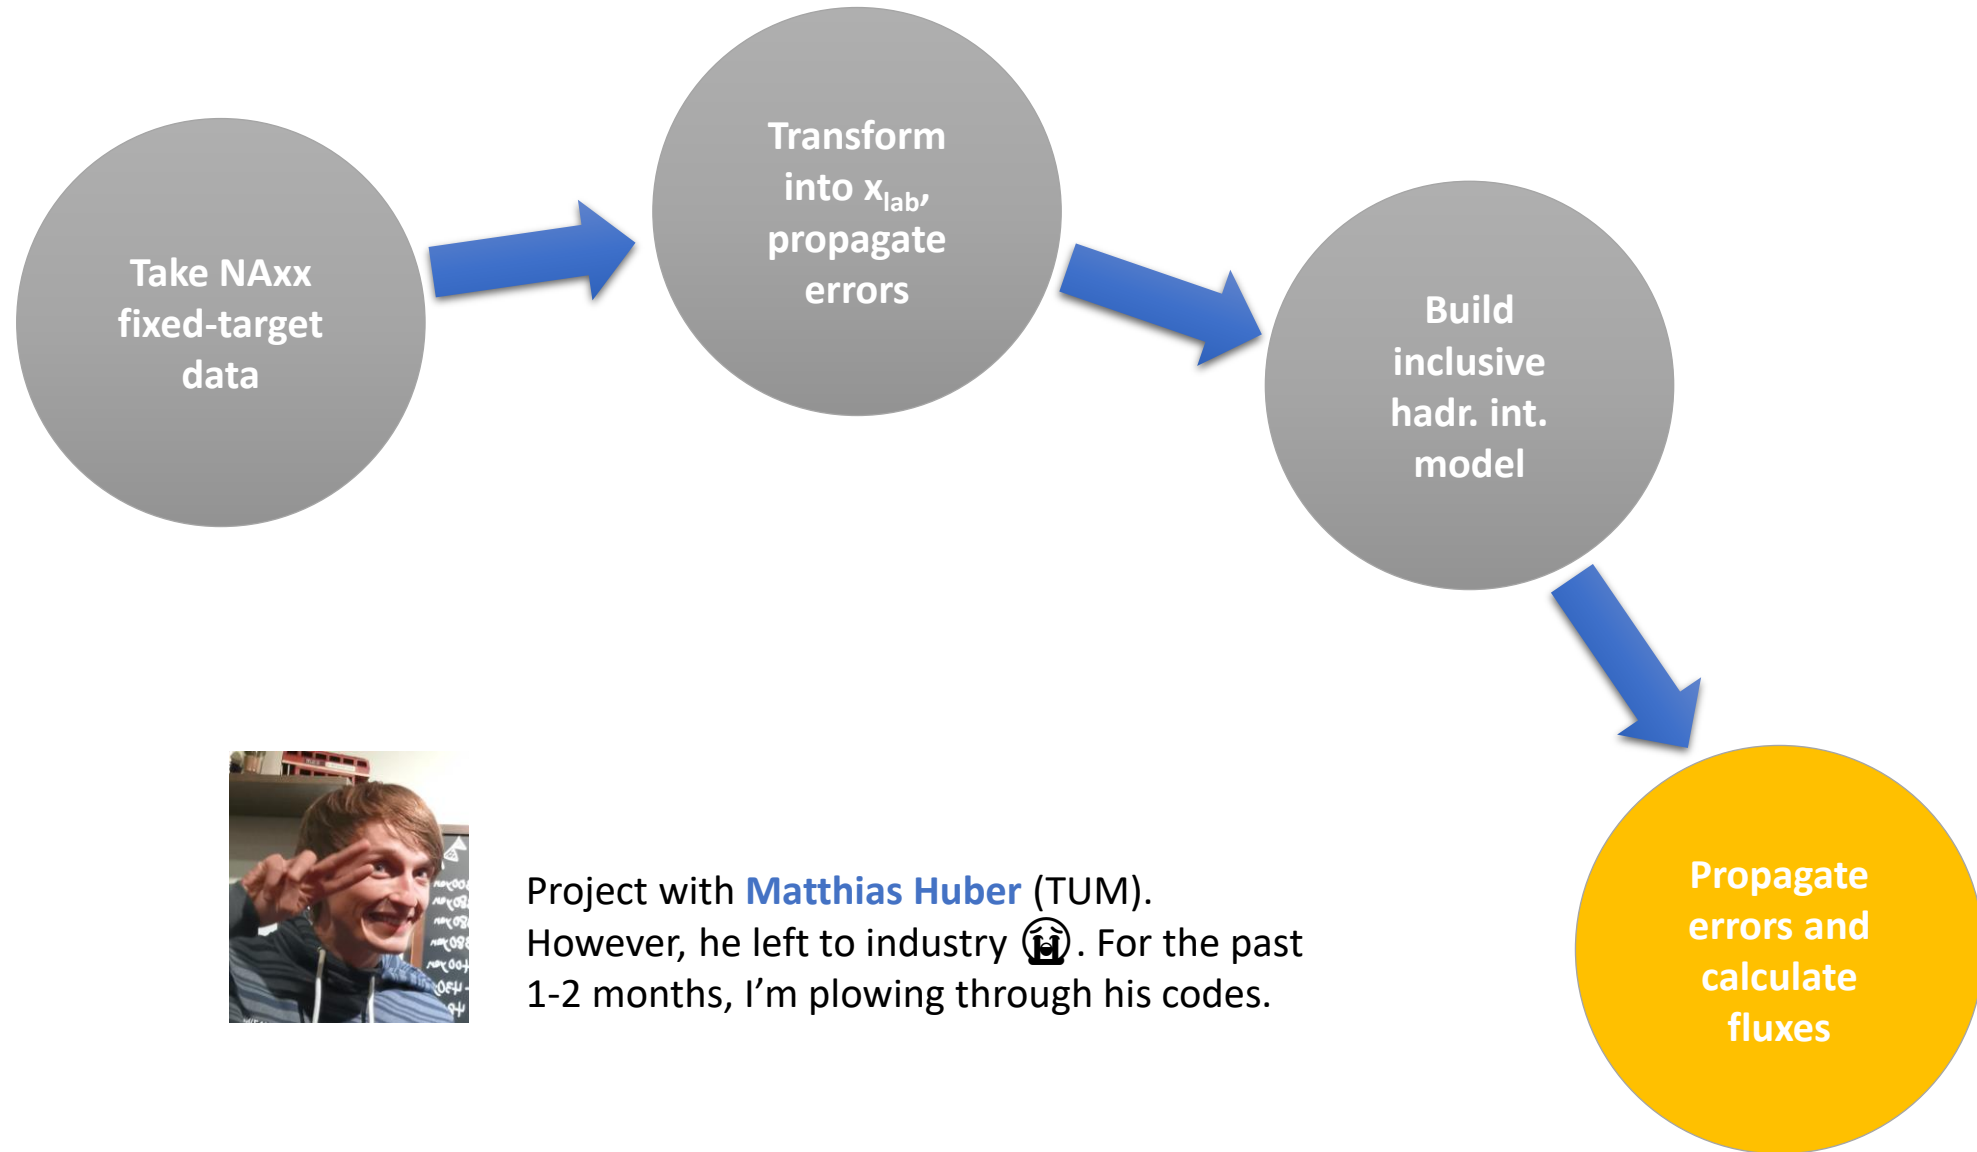 Take NAxx
fixed-target
data
Transform
into x_lab,
propagate
errors
Build
inclusive
hadr. int.
model
Propagate
errors and
calculate
fluxes
Project with Matthias Huber (TUM).
However, he left to industry 😭. For the past
1-2 months, I'm plowing through his codes.